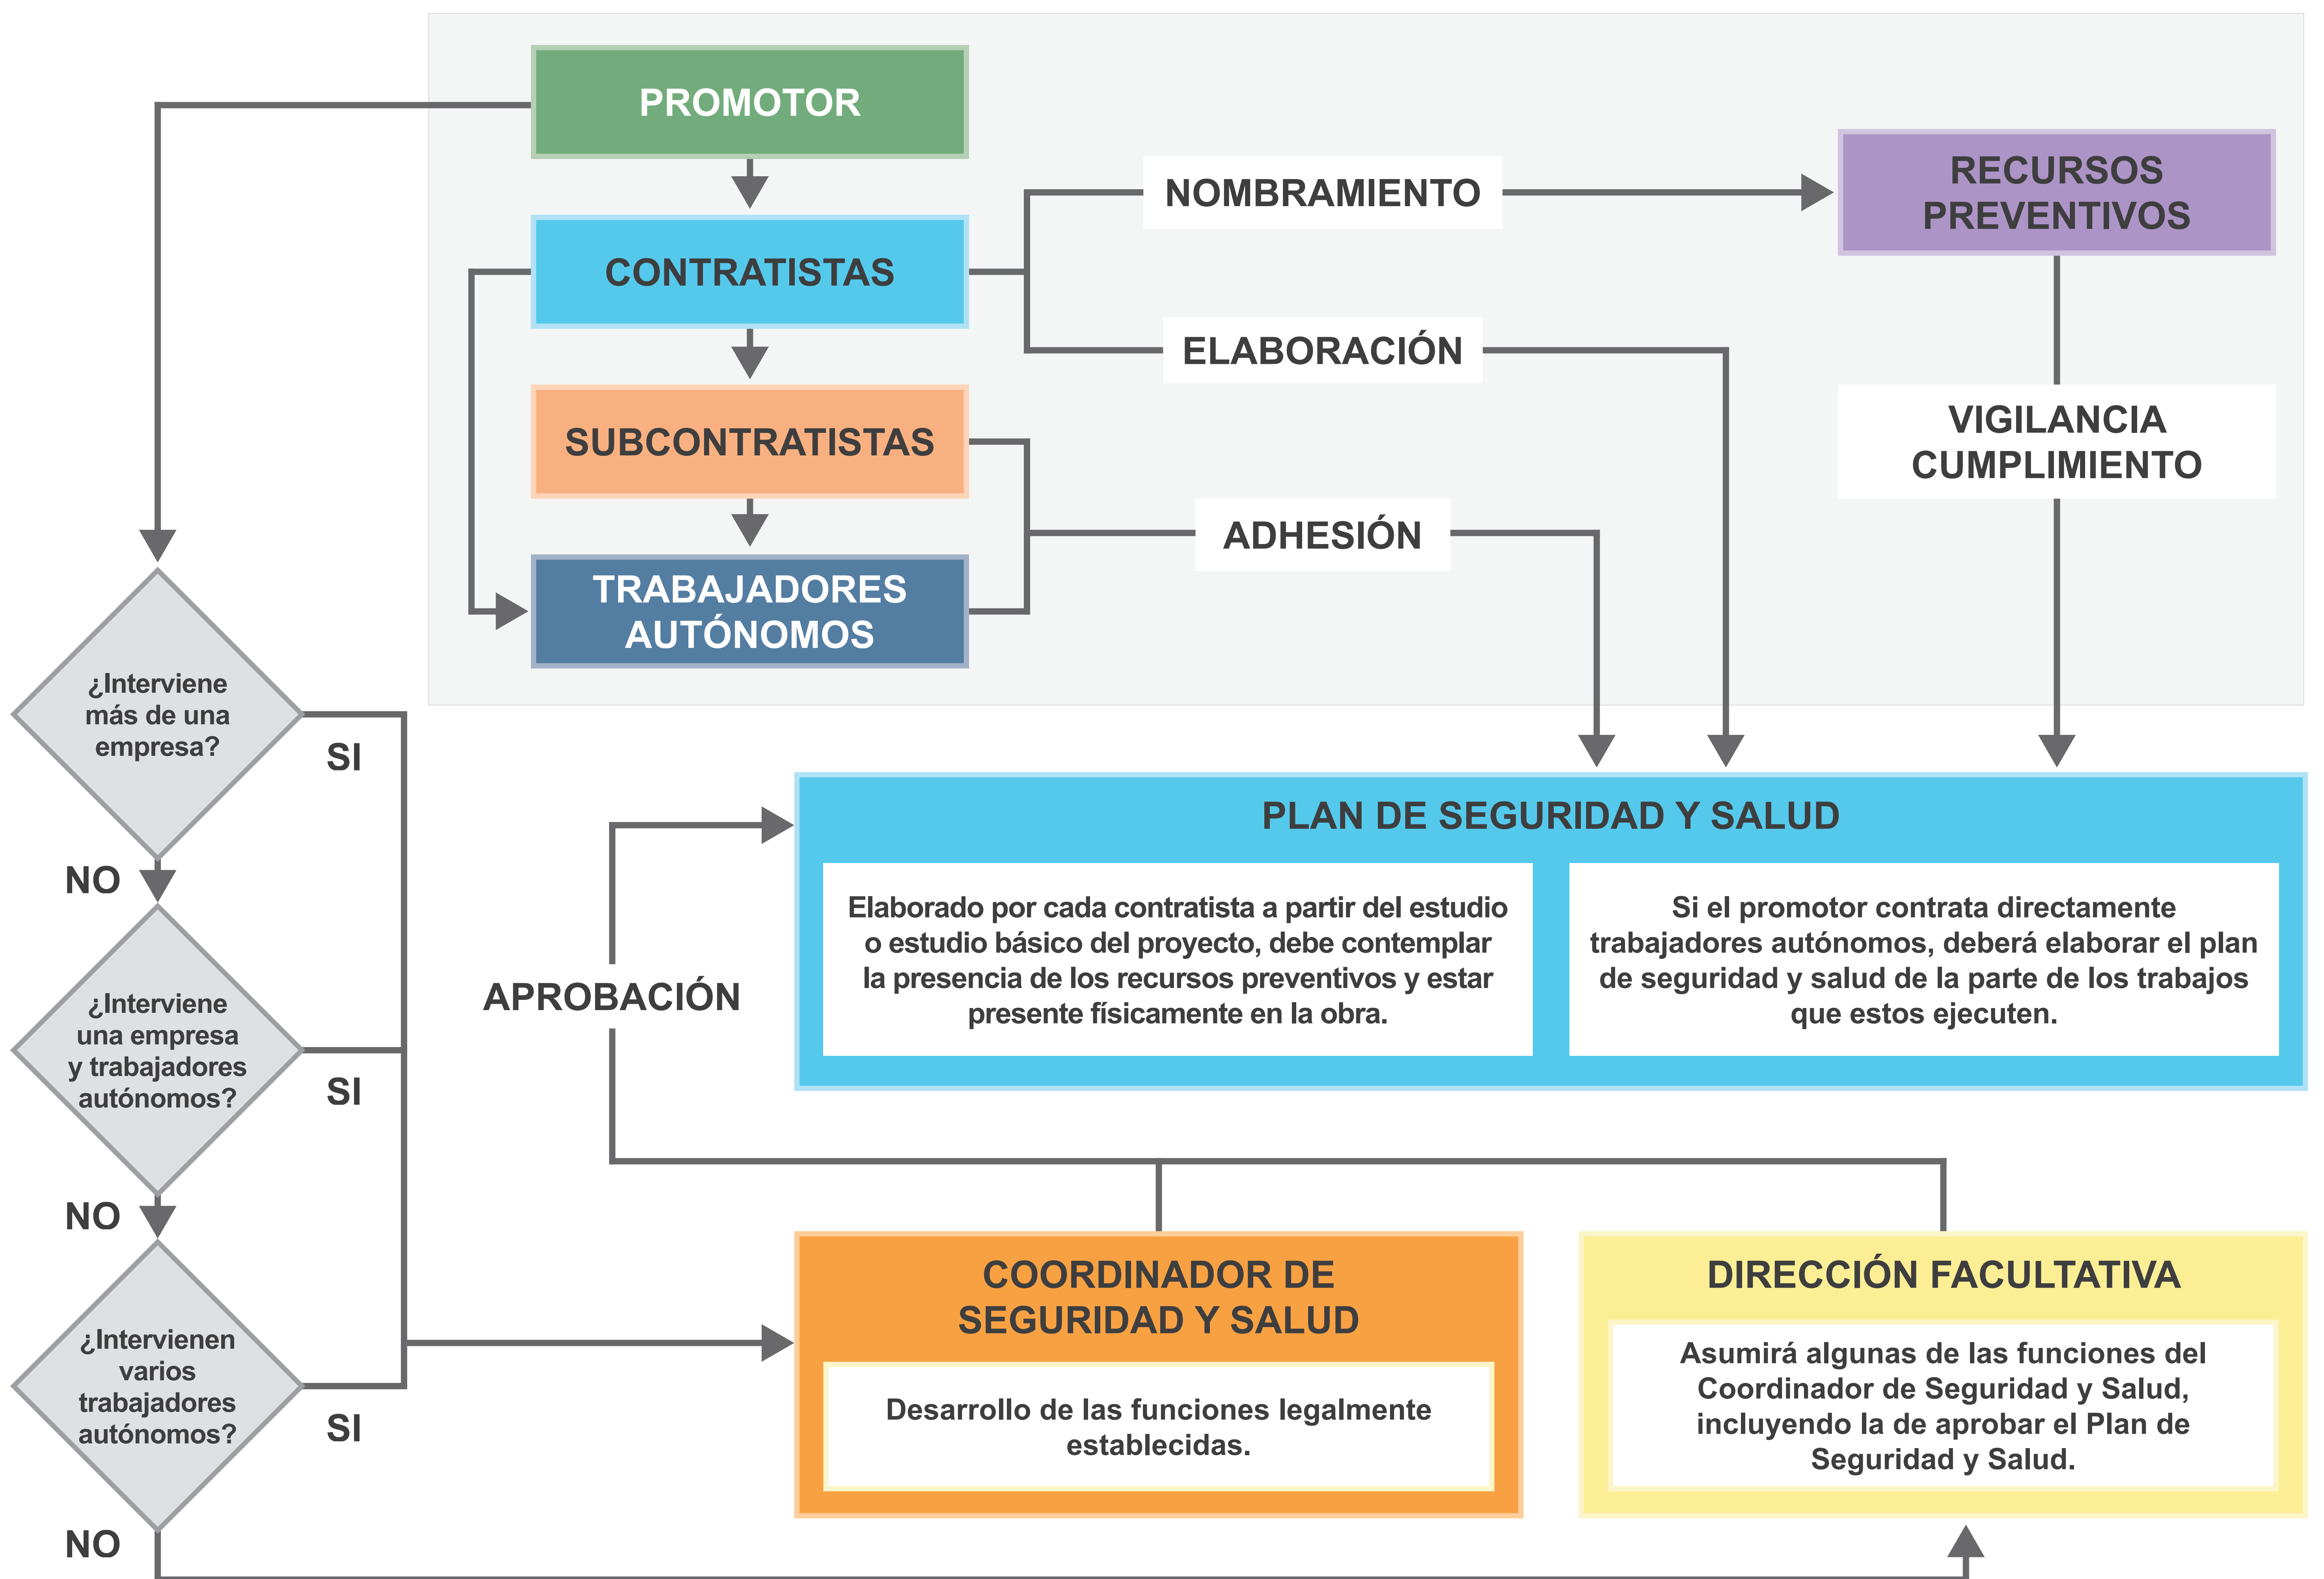 PROMOTOR
CONTRATISTAS
SUBCONTRATISTAS
TRABAJADORES
AUTÓNOMOS
NOMBRAMIENTO
ELABORACIÓN
ADHESIÓN
RECURSOS
PREVENTIVOS
VIGILANCIA
CUMPLIMIENTO
¿Interviene
más de una
empresa?
SI
NO
¿Interviene
una empresa
y trabajadores
autónomos?
SI
NO
¿Intervienen
varios
trabajadores
autónomos?
SI
NO
APROBACIÓN
PLAN DE SEGURIDAD Y SALUD
Elaborado por cada contratista a partir del estudio
o estudio básico del proyecto, debe contemplar
la presencia de los recursos preventivos y estar
presente físicamente en la obra.
Si el promotor contrata directamente
trabajadores autónomos, deberá elaborar el plan
de seguridad y salud de la parte de los trabajos
que estos ejecuten.
COORDINADOR DE
SEGURIDAD Y SALUD
Desarrollo de las funciones legalmente
establecidas.
DIRECCIÓN FACULTATIVA
Asumirá algunas de las funciones del
Coordinador de Seguridad y Salud,
incluyendo la de aprobar el Plan de
Seguridad y Salud.